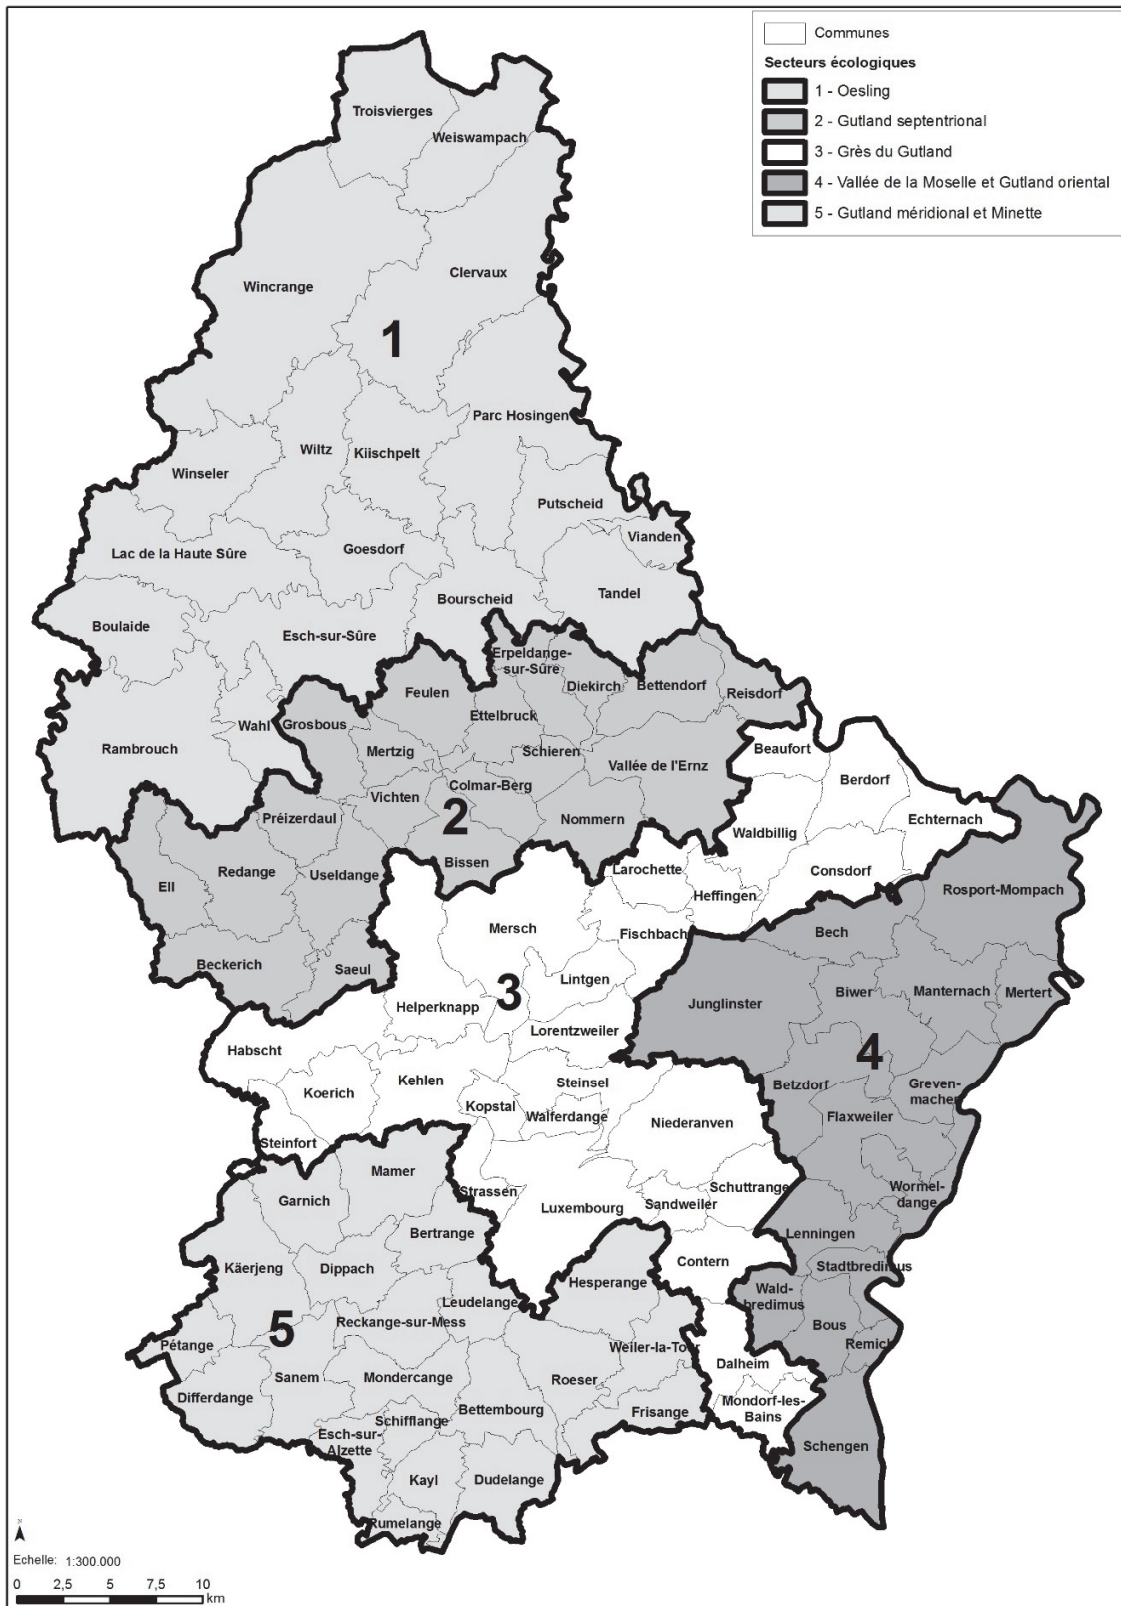 Communes
Secteurs écologiques
1 - Oesling
2 - Gutland septentrional
3 - Grès du Gutland
4 - Vallée de la Moselle et Gutland oriental
5 - Gutland méridional et Minette
Troisvierges
Weiswampach
Clervaux
Wincrange
1
Parc Hosingen
Wiltz
Kiischpelt
Winseler
Putscheid
Vianden
Goesdorf
Lac de la Haute Sûre
Tandel
Bourscheid
Boulaide
Esch-sur-Sûre
Erpeldange-
sur-Sûre
Diekirch
Bettendorf
Reisdorf
Feulen
Ettelbruck
Grosbous
Wahl
Rambrouch
Mertzig
Schieren
Vallée de l'Ernz
Beaufort
Berdorf
Colmar-Berg
Vichten
2
Préizerdaul
Nommern
Waldbillig
Echternach
Bissen
Larochette
Consdorf
Ell
Redange
Useldange
Heffingen
Rosport-Mompach
Mersch
Fischbach
Bech
Beckerich
Saeul
Lintgen
3
Helperknapp
Junglinster
Biwer
Manternach
Mertert
Lorentzweiler
Habscht
4
Koerich
Kehlen
Steinsel
Betzdorf
Greven-
macher
Kopstal
Walferdange
Flaxweiler
Niederanven
Steinfort
Mamer
Strassen
Schuttrange
Wormel-
dange
Garnich
Luxembourg
Sandweiler
Bertrange
Lenningen
Contern
Käerjeng
Dippach
Stadtbredimus
Hesperange
Wald-
bredimus
Leudelange
5
Reckange-sur-Mess
Bous
Pétange
Weiler-la-Tour
Remich
Dalheim
Sanem
Mondercange
Roeser
Differdange
Mondorf-les-
Bains
Bettembourg
Frisange
Schifflange
Esch-sur-
Alzette
Schengen
Kayl
Dudelange
Rumelange
N
Echelle: 1:300.000
0 2,5 5 7,5 10
km